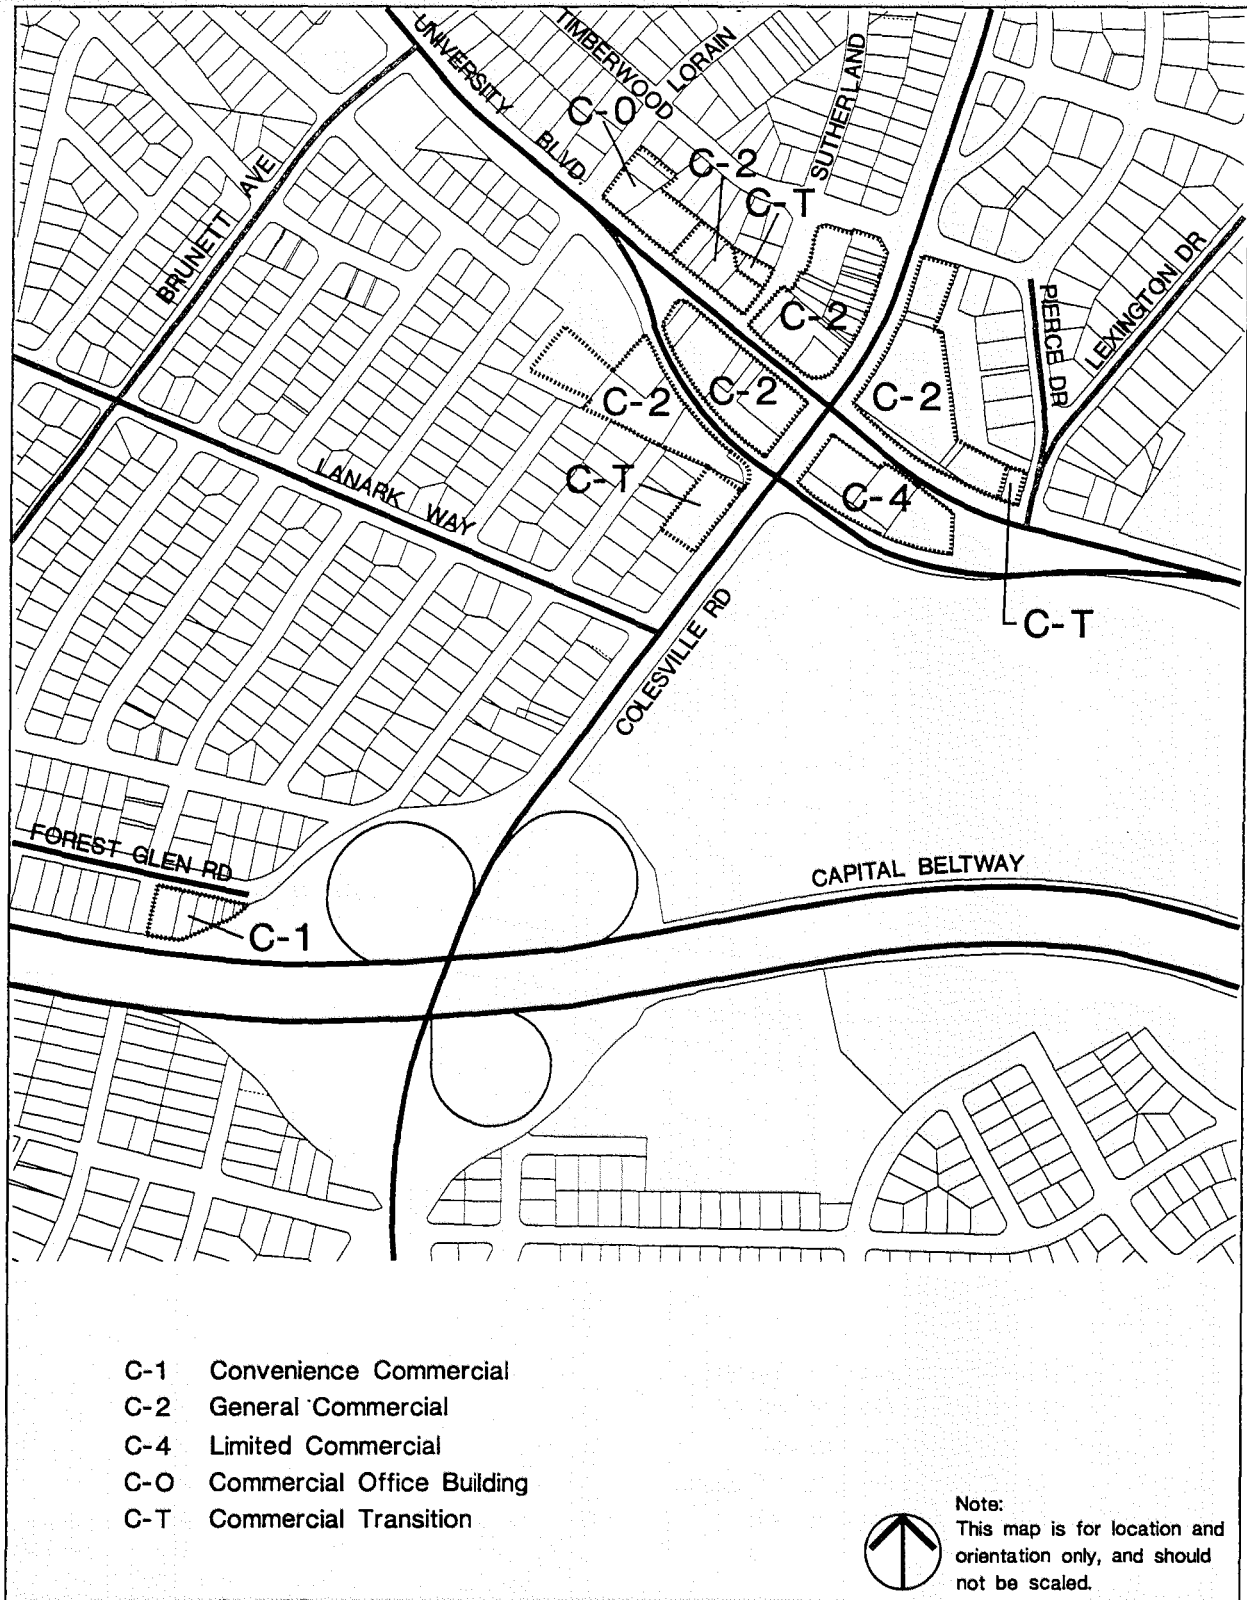 UNIVERSITY BLVD.
TIMBERWOOD
LORAIN
SUTHERLAND
C-O
C-2
C-T
BRUNETT AVE
C-2
PIERCE DR
LEXINGTON DR
C-2
C-2
C-2
C-T
C-4
LANARK WAY
C-T
COLESVILLE RD
FOREST GLEN RD
CAPITAL BELTWAY
C-1
C-1 Convenience Commercial
C-2 General Commercial
C-4 Limited Commercial
C-O Commercial Office Building
C-T Commercial Transition
Note:
This map is for location and
orientation only, and should
not be scaled.